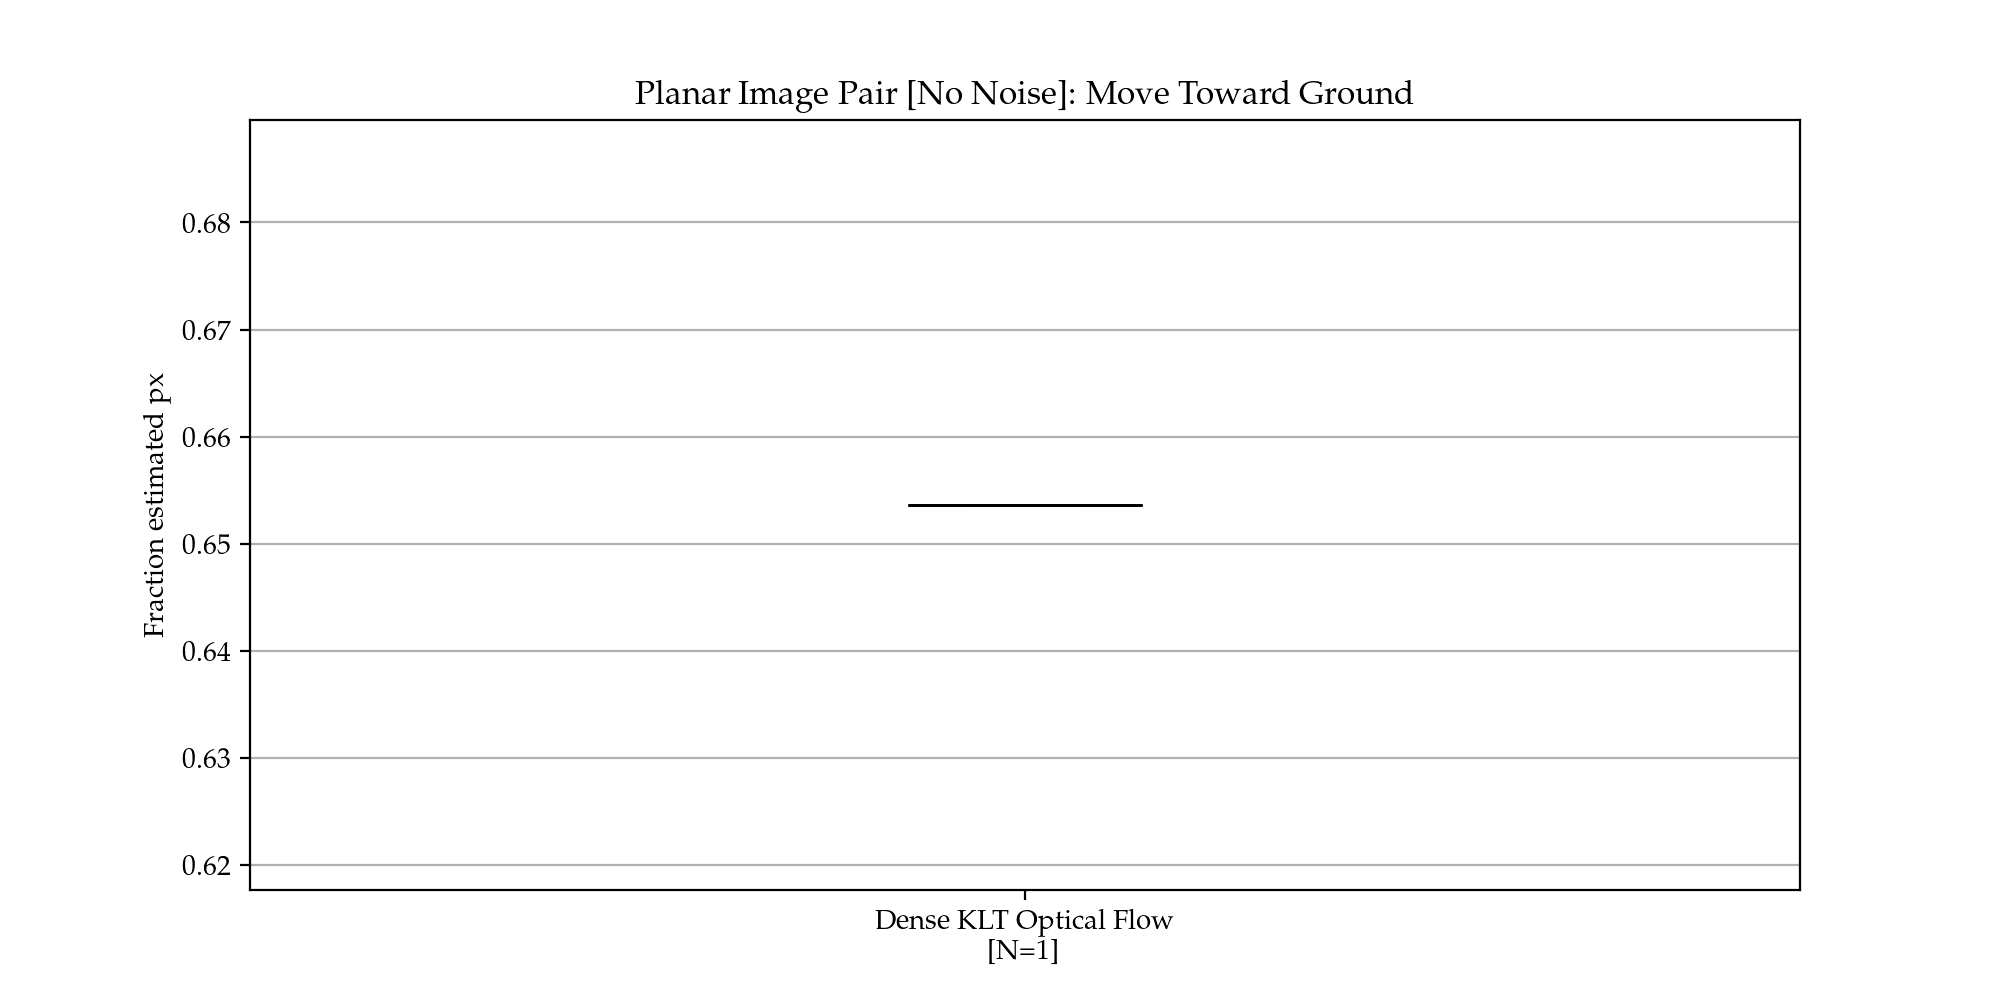 Planar Image Pair [No Noise]: Move Toward Ground
0.68
0.67
0.66
0.65
0.64
0.63
0.62
Fraction estimated px
Dense KLT Optical Flow
[N=1]